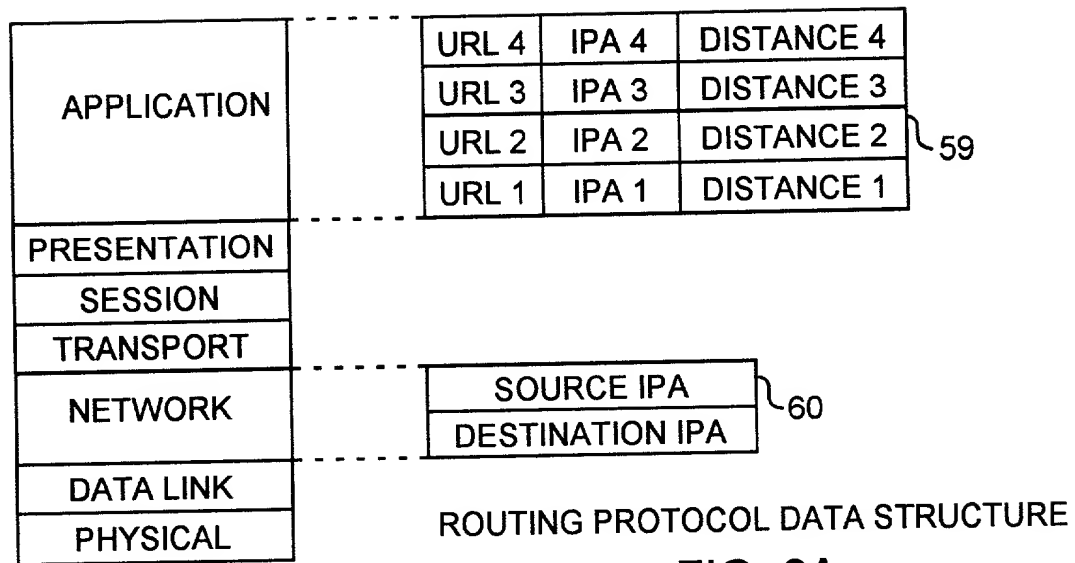 APPLICATION
PRESENTATION
SESSION
TRANSPORT
NETWORK
DATA LINK
PHYSICAL
URL 4 IPA 4 DISTANCE 4
URL 3 IPA 3 DISTANCE 3
URL 2 IPA 2 DISTANCE 2
URL 1 IPA 1 DISTANCE 1
59
SOURCE IPA
DESTINATION IPA
60
ROUTING PROTOCOL DATA STRUCTURE